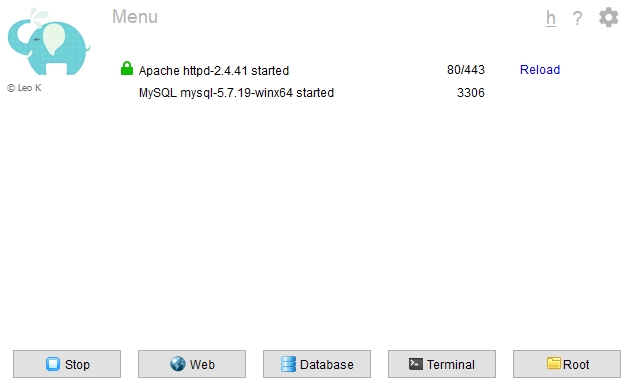 Menu h ?
Apache httpd-2.4.41 started 80/443 Reload
© Leo K
MySQL mysql-5.7.19-winx64 started 3306
Stop Web Database Terminal Root